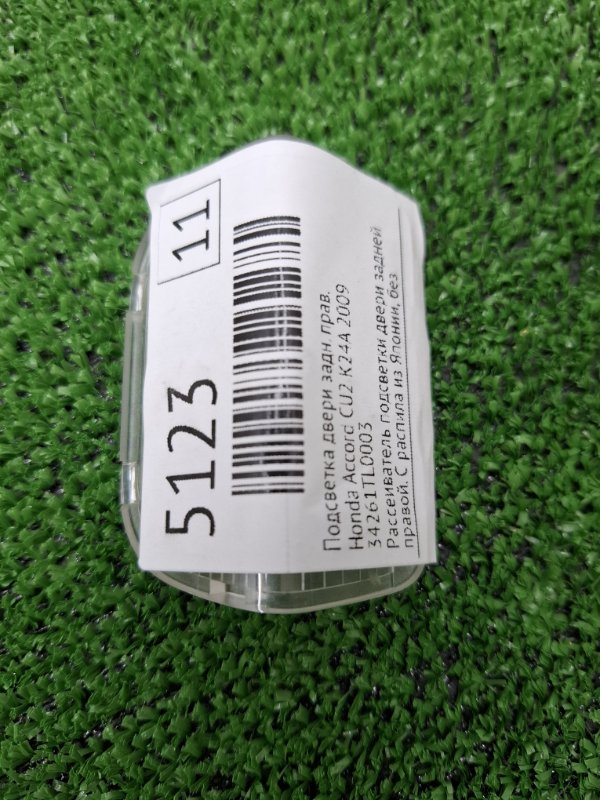 5123
11
Подсветка двери задн. прав.
Honda Accord CU2 K24A 2009
34261TL0003
Рассеиватель подсветки двери задней
правой. С распила из Японии, без